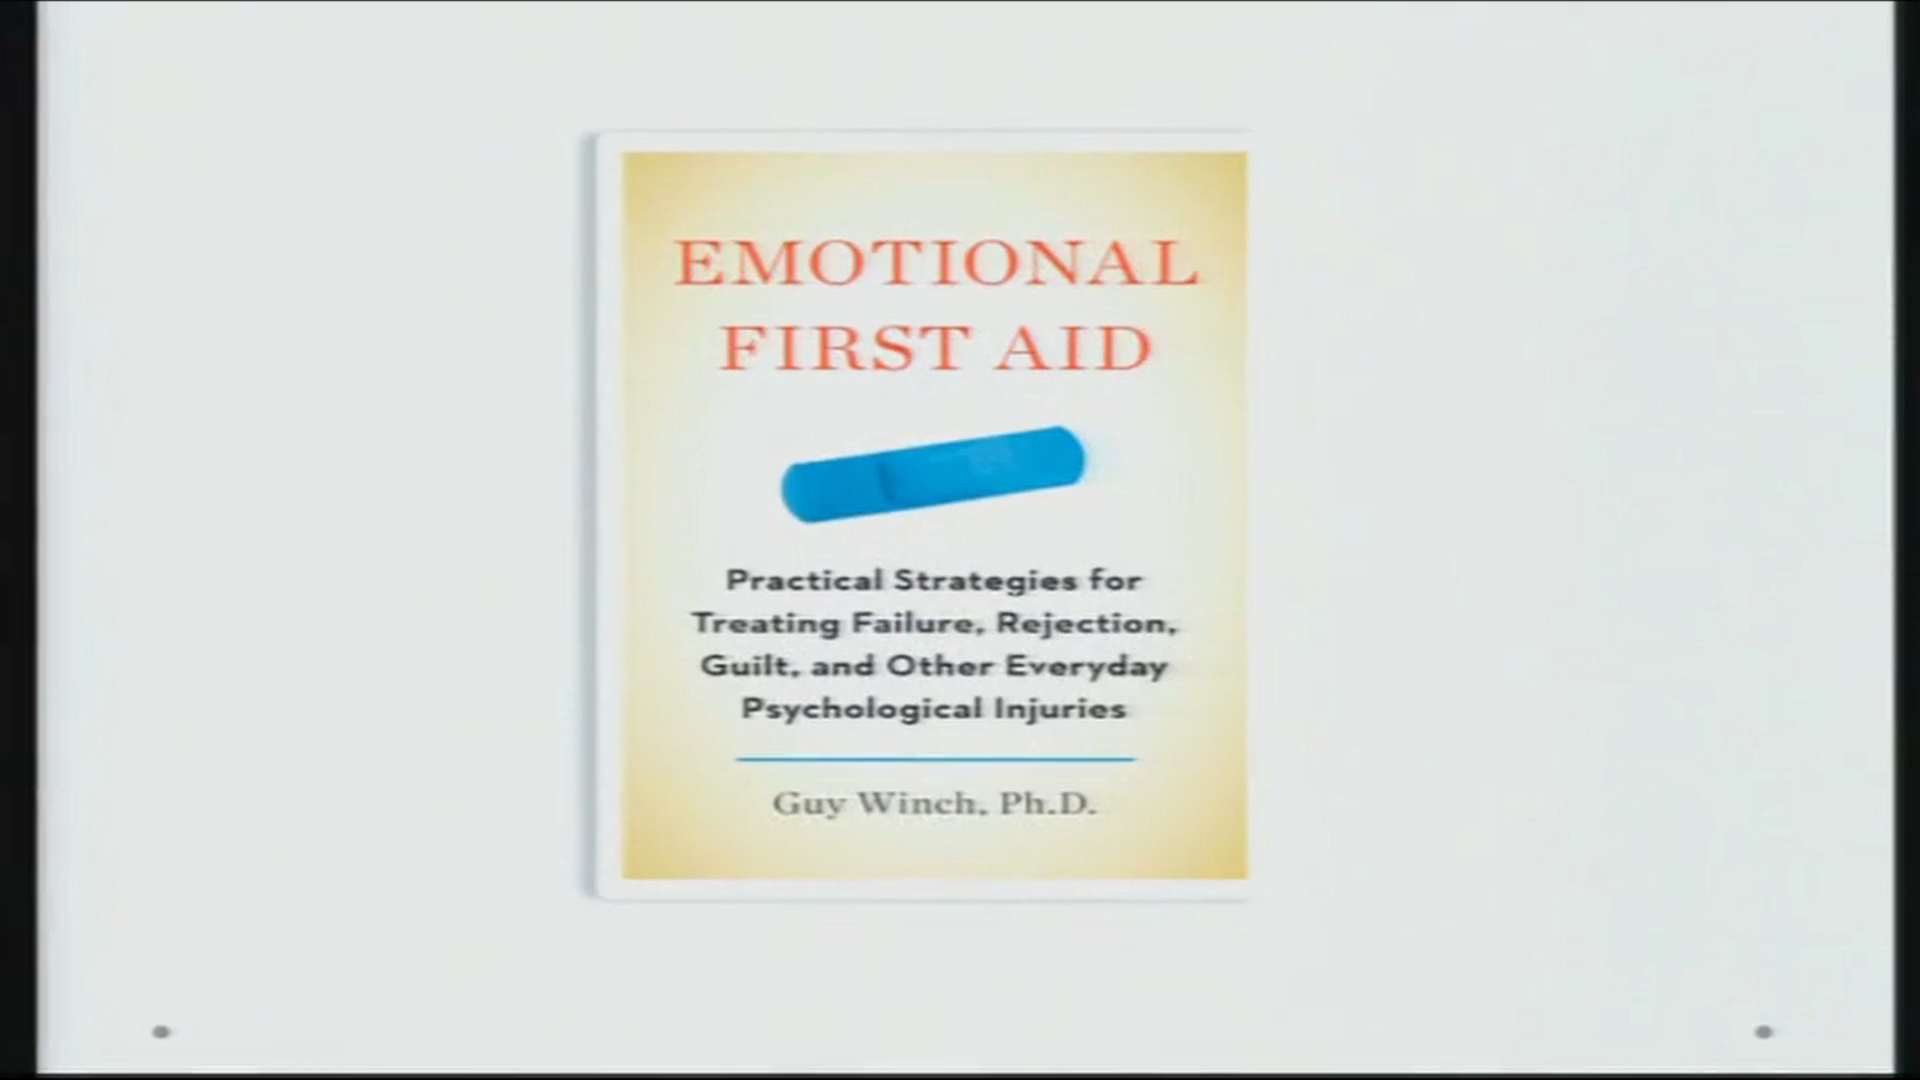 EMOTIONAL
FIRST AID
Practical Strategies for
Treating Failure, Rejection,
Guilt, and Other Everyday
Psychological Injuries
Guy Winch, Ph.D.